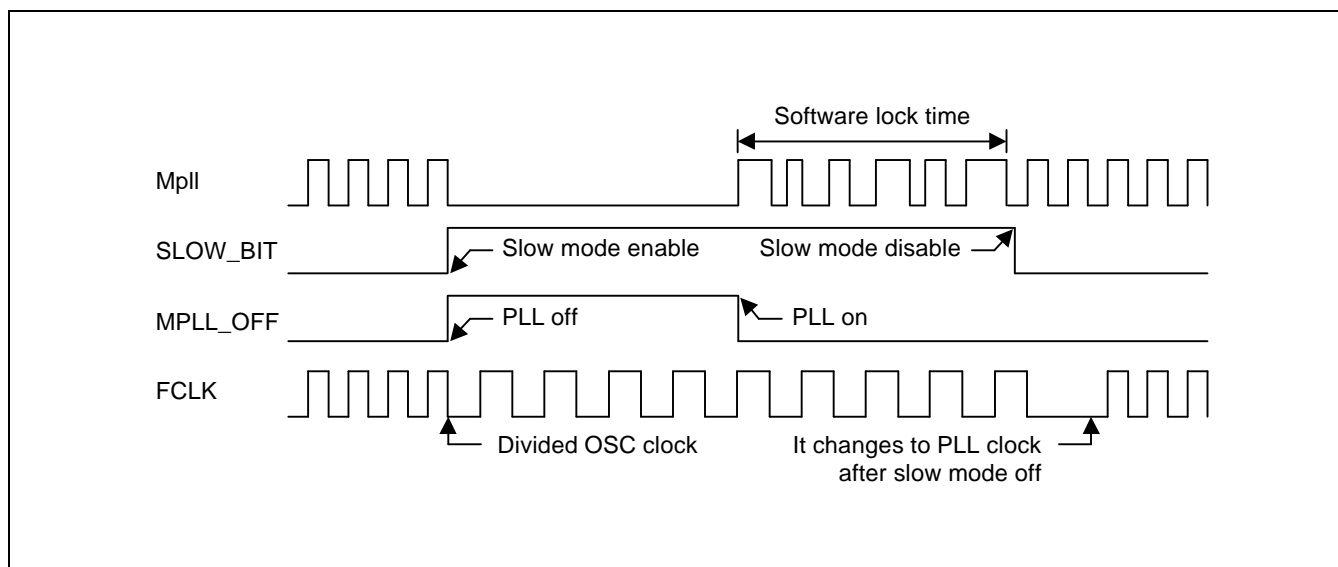 Software lock time
Mpll
SLOW_BIT
Slow mode enable
Slow mode disable
MPLL_OFF
PLL off
PLL on
FCLK
Divided OSC clock
It changes to PLL clock
after slow mode off